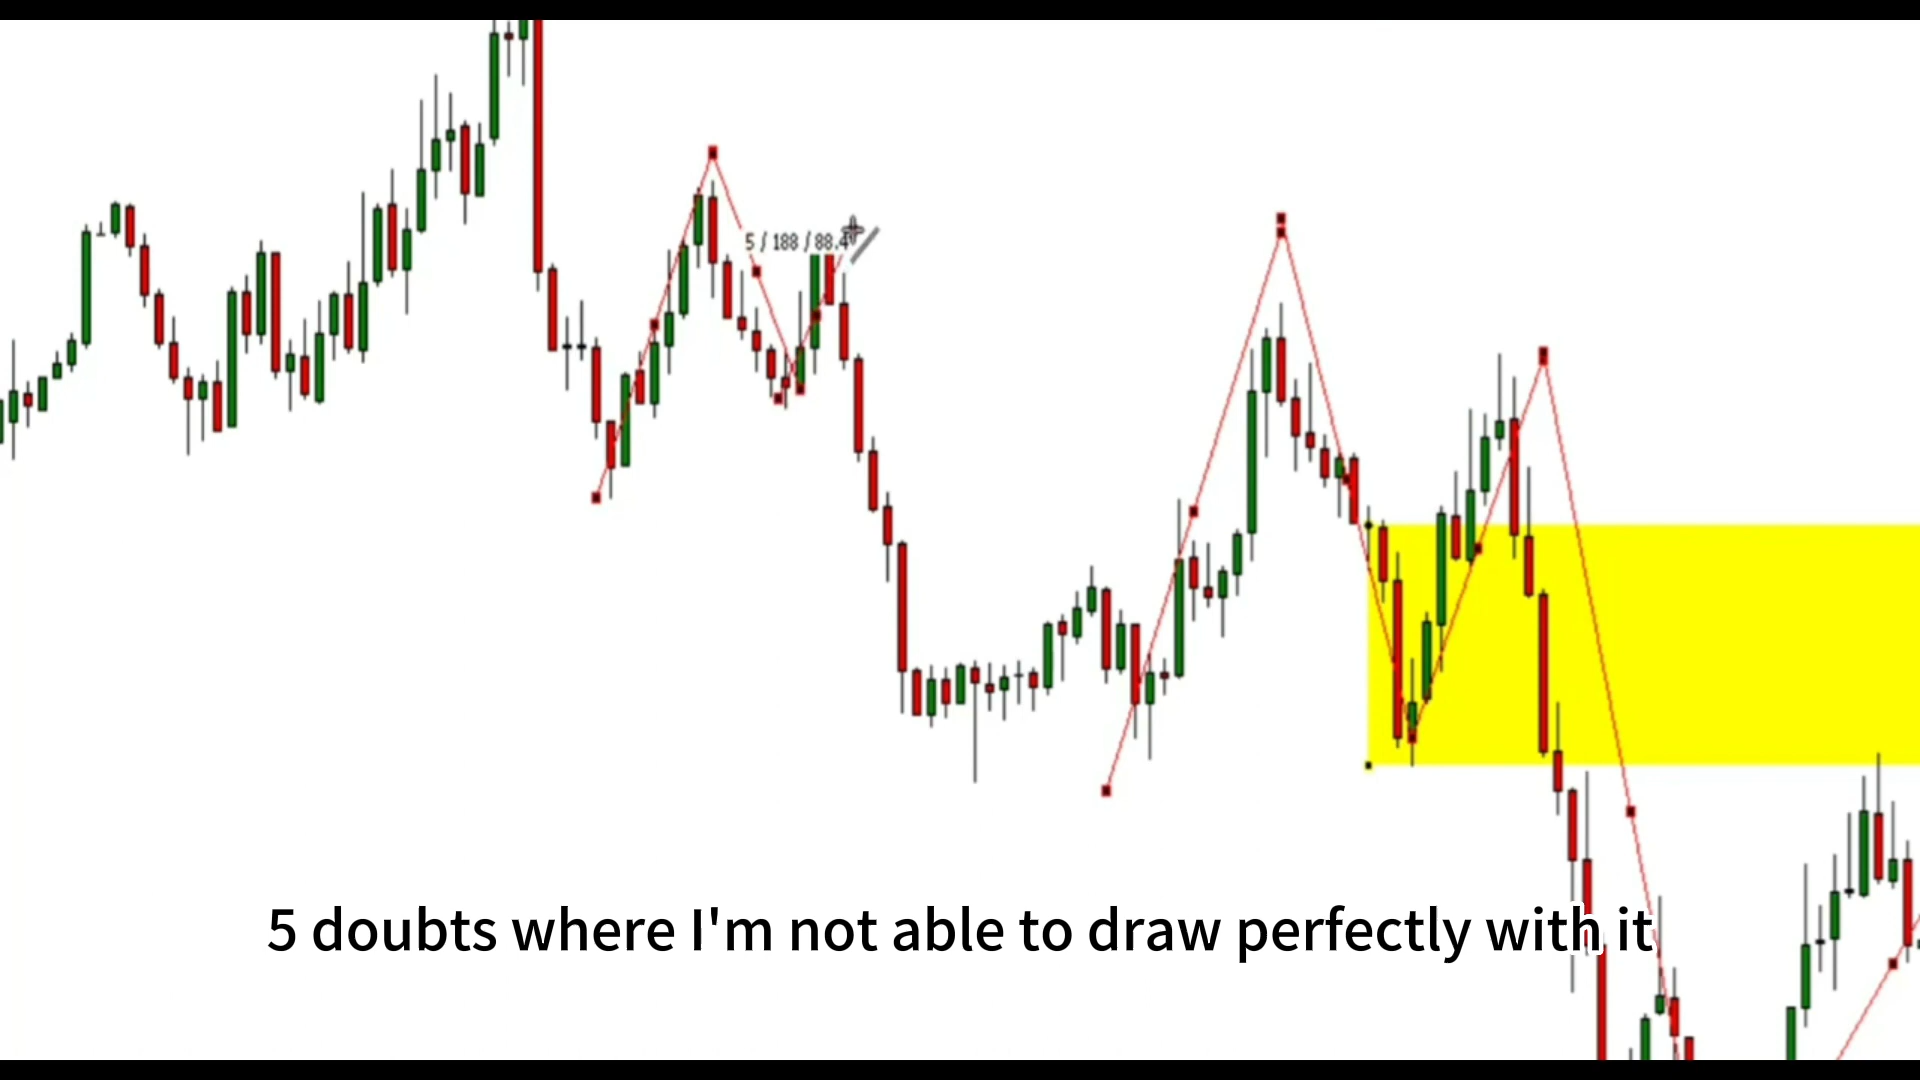 5 / 188 / 88.4
5 doubts where I'm not able to draw perfectly with it